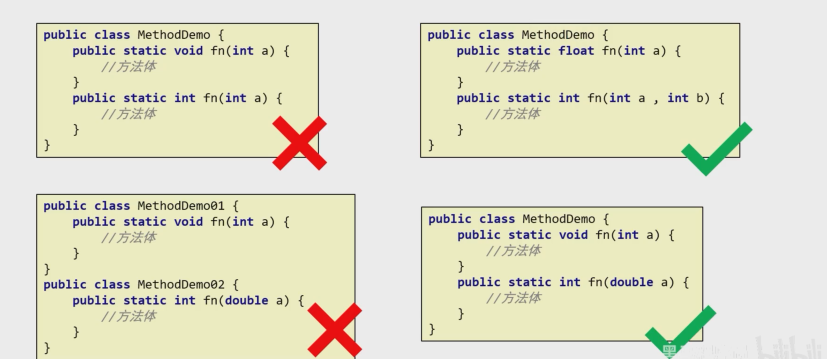 public class MethodDemo {
    public static void fn(int a) {
        //方法体
    }
    public static int fn(int a) {
        //方法体
    }
}
public class MethodDemo {
    public static float fn(int a) {
        //方法体
    }
    public static int fn(int a , int b) {
        //方法体
    }
}
public class MethodDemo01 {
    public static void fn(int a) {
        //方法体
    }
}
public class MethodDemo02 {
    public static int fn(double a) {
        //方法体
    }
}
public class MethodDemo {
    public static void fn(int a) {
        //方法体
    }
    public static int fn(double a) {
        //方法体
    }
}
bilibili